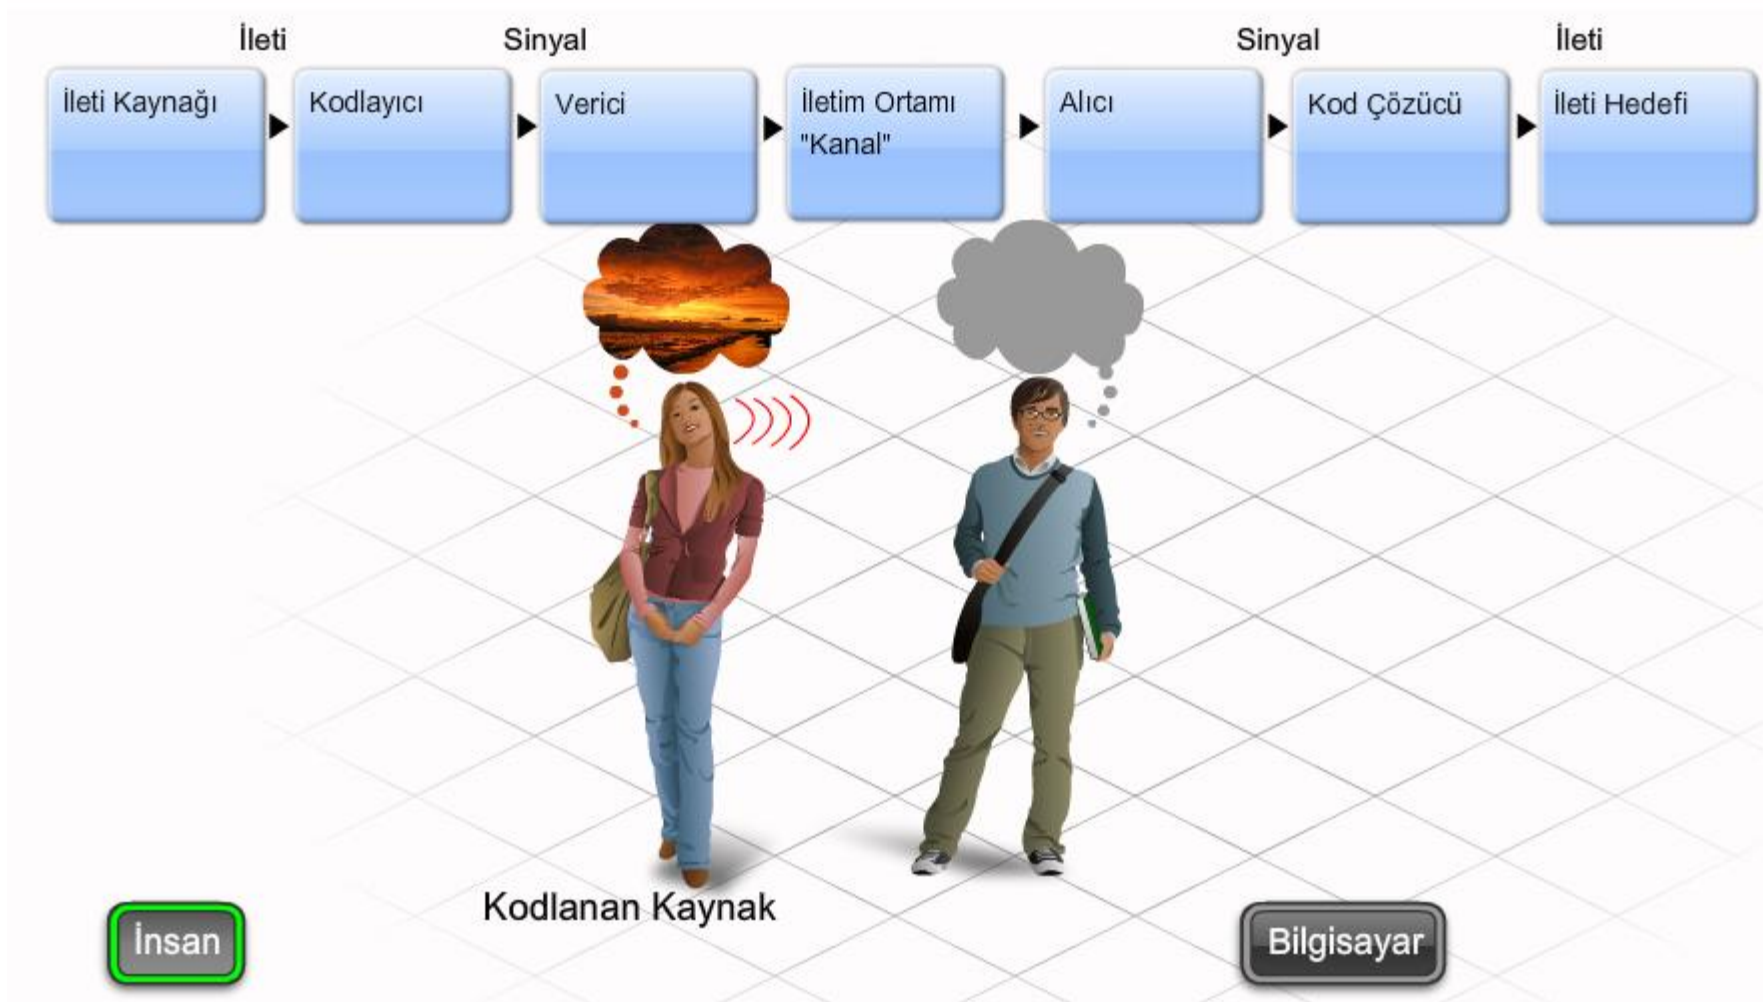 İleti
Sinyal
Sinyal
İleti
İleti Kaynağı
Kodlayıcı
Verici
İletim Ortamı
"Kanal"
Alıcı
Kod Çözücü
İleti Hedefi
Kodlanan Kaynak
İnsan
Bilgisayar